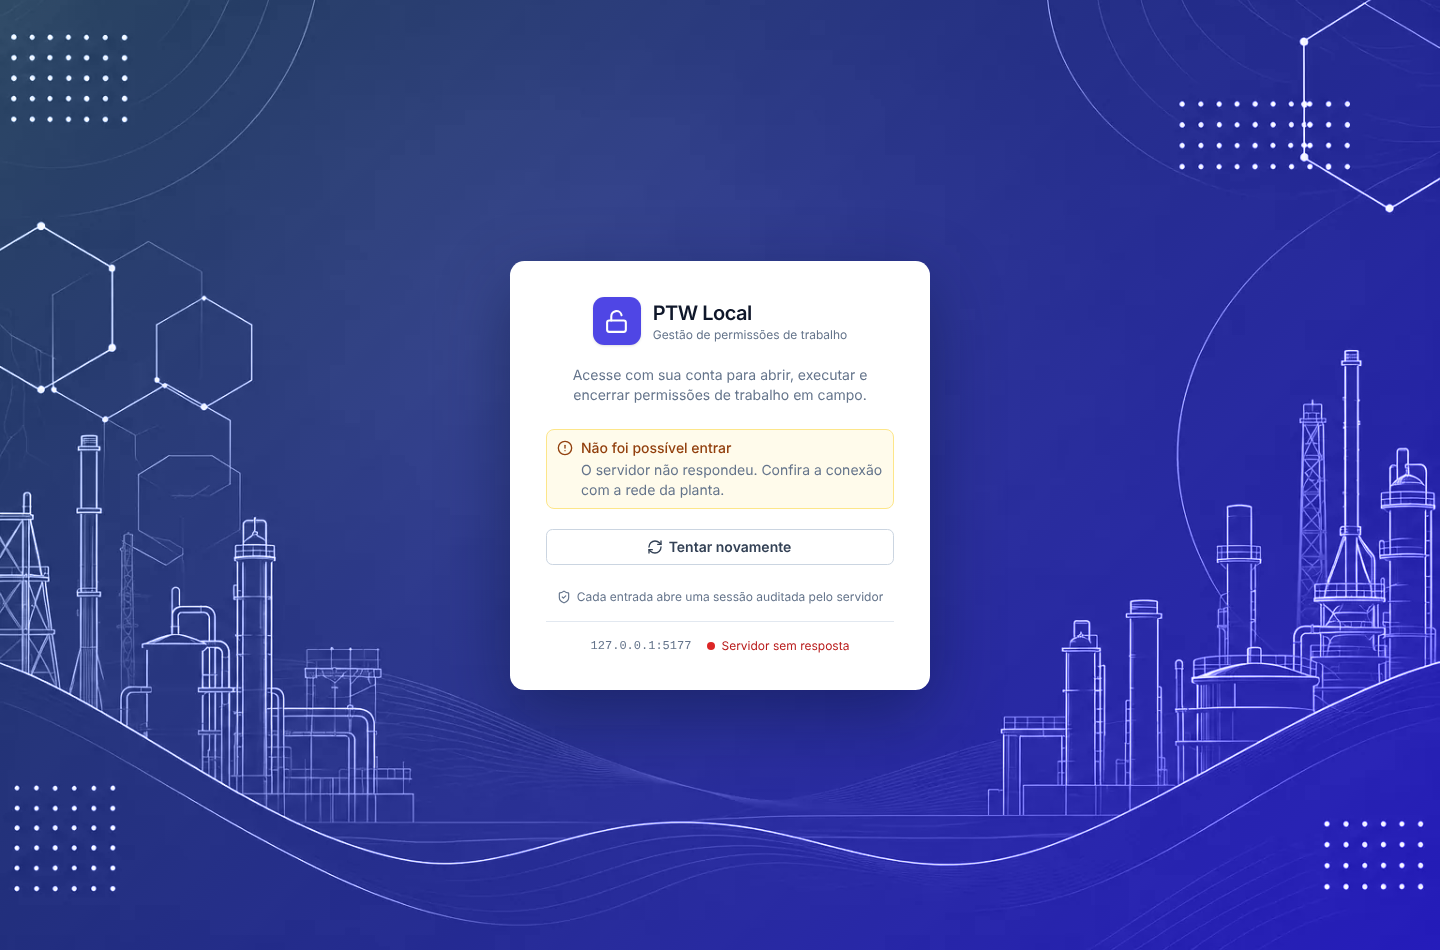 PTW Local
Gestão de permissões de trabalho
Acesse com sua conta para abrir, executar e
encerrar permissões de trabalho em campo.
Não foi possível entrar
O servidor não respondeu. Confira a conexão
com a rede da planta.
Tentar novamente
Cada entrada abre uma sessão auditada pelo servidor
127.0.0.1:5177 Servidor sem resposta